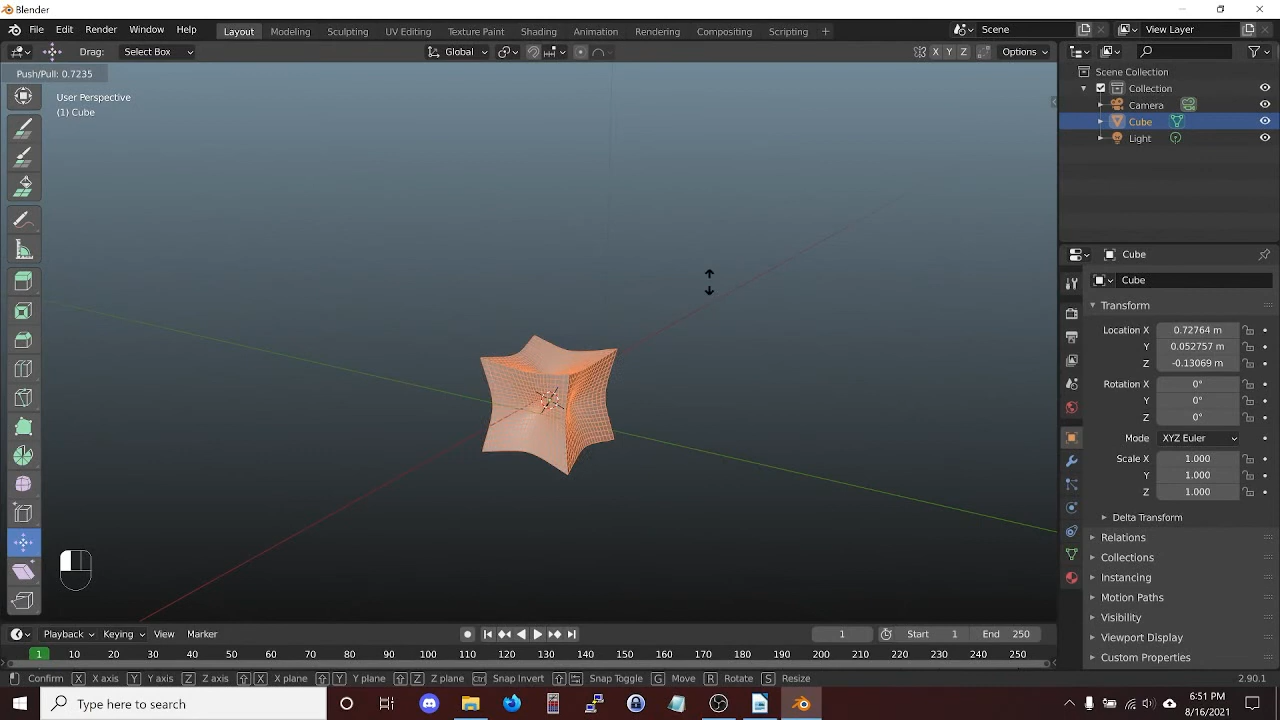 Blender
File Edit Render Window Help Layout Modeling Sculpting UV Editing Texture Paint Shading Animation Rendering Compositing Scripting + Scene View Layer
Drag: Select Box Global X Y Z Options
Push/Pull: 0.7235
User Perspective
(1) Cube
Scene Collection
Collection
Camera
Cube
Light
Cube
Cube
Transform
Location X 0.72764 m
Y 0.052757 m
Z -0.13069 m
Rotation X 0°
Y 0°
Z 0°
Mode XYZ Euler
Scale X 1.000
Y 1.000
Z 1.000
Delta Transform
Relations
Collections
Instancing
Motion Paths
Visibility
Viewport Display
Custom Properties
Playback Keying View Marker 1 Start 1 End 250
1 10 20 30 40 50 60 70 80 90 100 110 120 130 140 150 160 170 180 190 200 210 220 230 240 250
Confirm X X axis Y Y axis Z Z axis X X plane Y Y plane Z Z plane Ctrl Snap Invert Snap Toggle G Move R Rotate S Resize 2.90.1
Type here to search
6:51 PM
8/16/2021